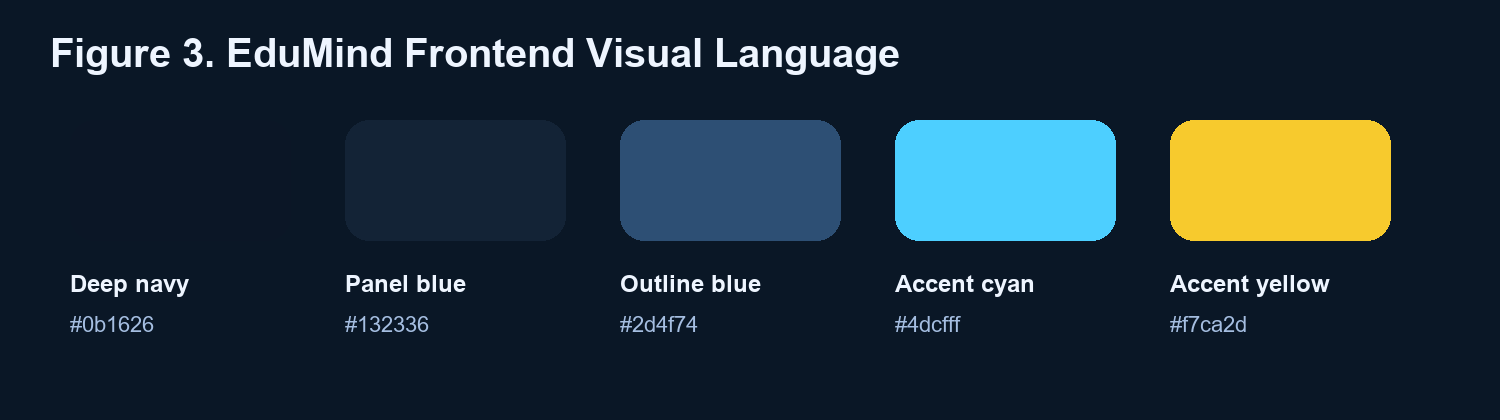 Figure 3. EduMind Frontend Visual Language
Deep navy
#0b1626
Panel blue
#132336
Outline blue
#2d4f74
Accent cyan
#4dcfff
Accent yellow
#f7ca2d